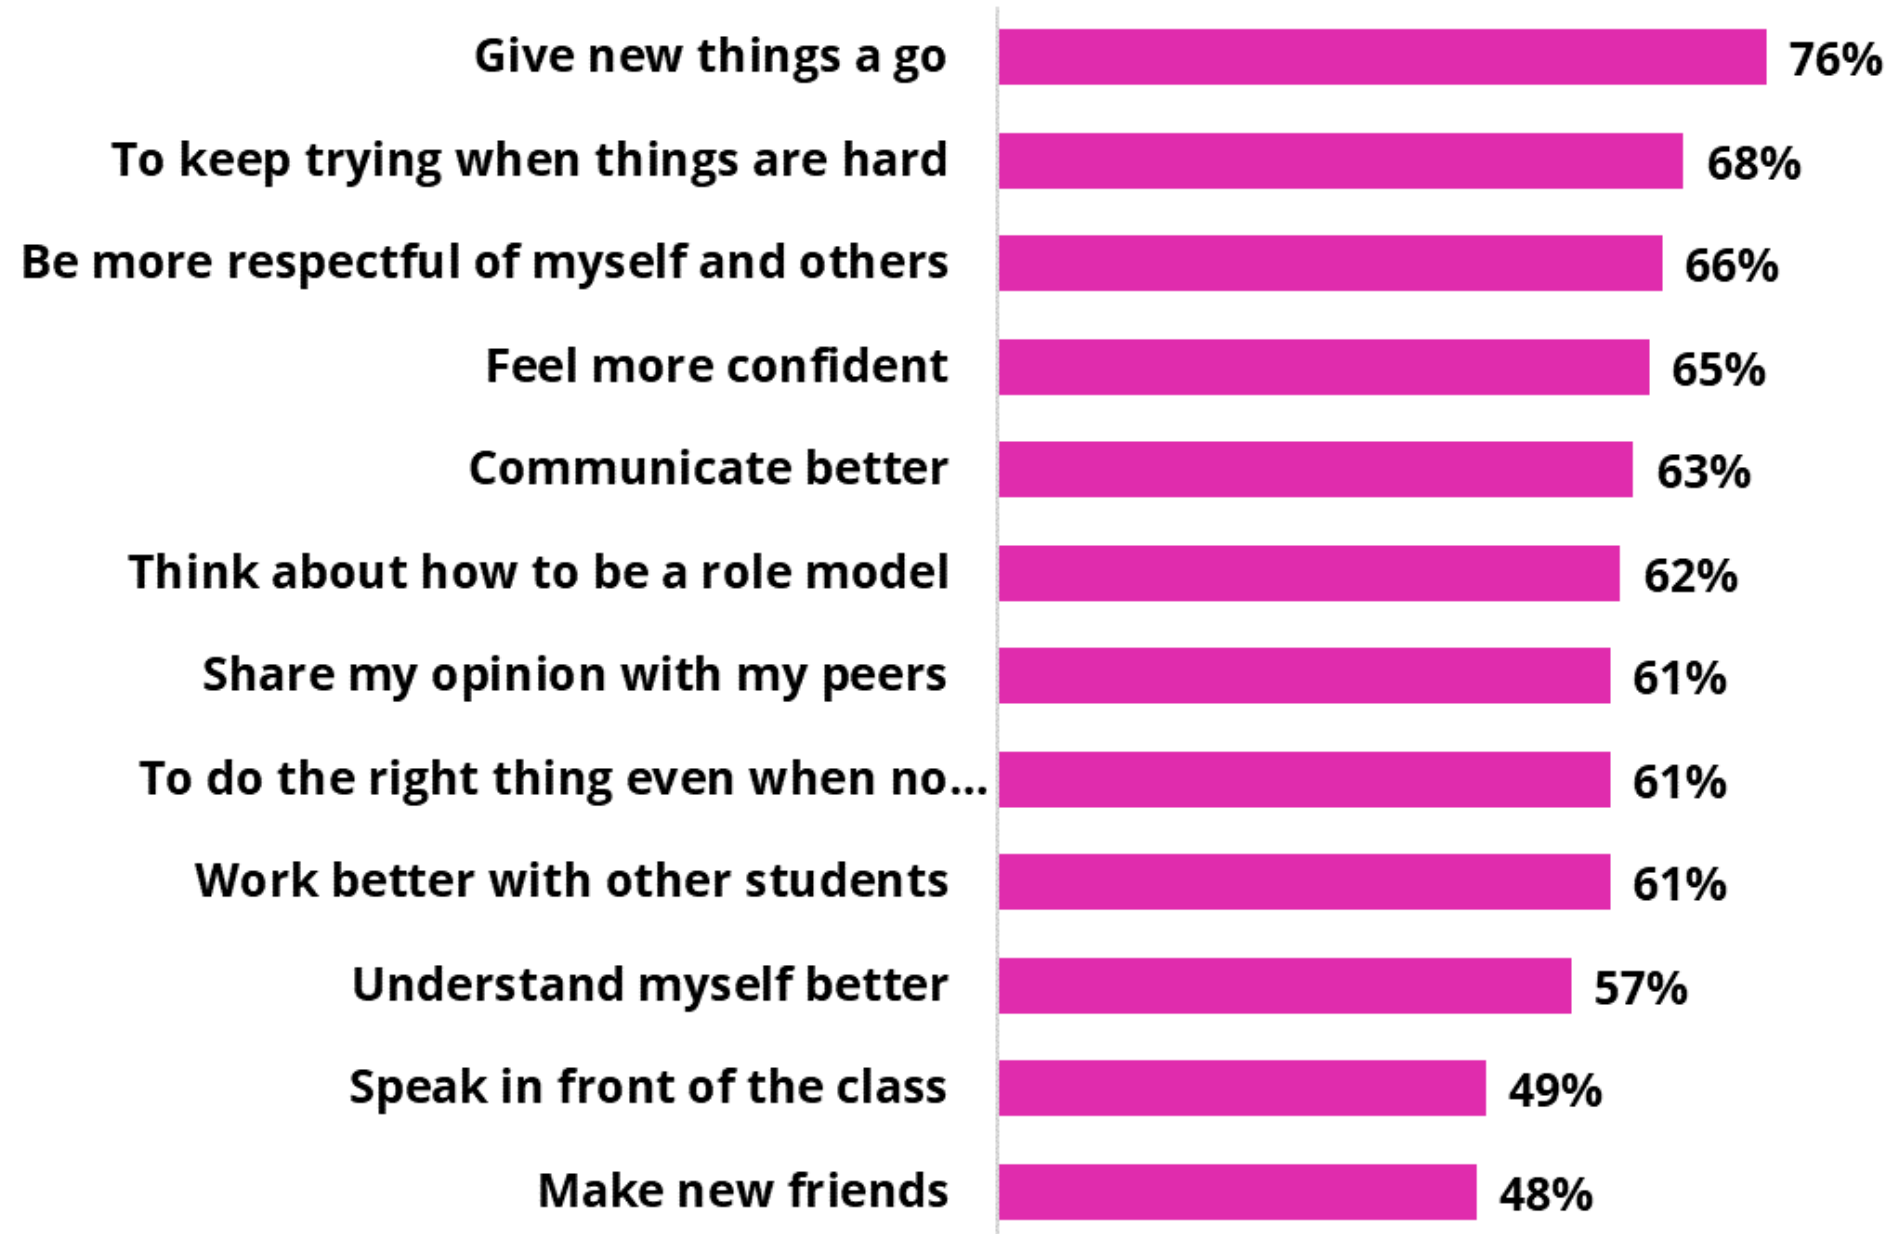 Give new things a go 76%
To keep trying when things are hard 68%
Be more respectful of myself and others 66%
Feel more confident 65%
Communicate better 63%
Think about how to be a role model 62%
Share my opinion with my peers 61%
To do the right thing even when no... 61%
Work better with other students 61%
Understand myself better 57%
Speak in front of the class 49%
Make new friends 48%